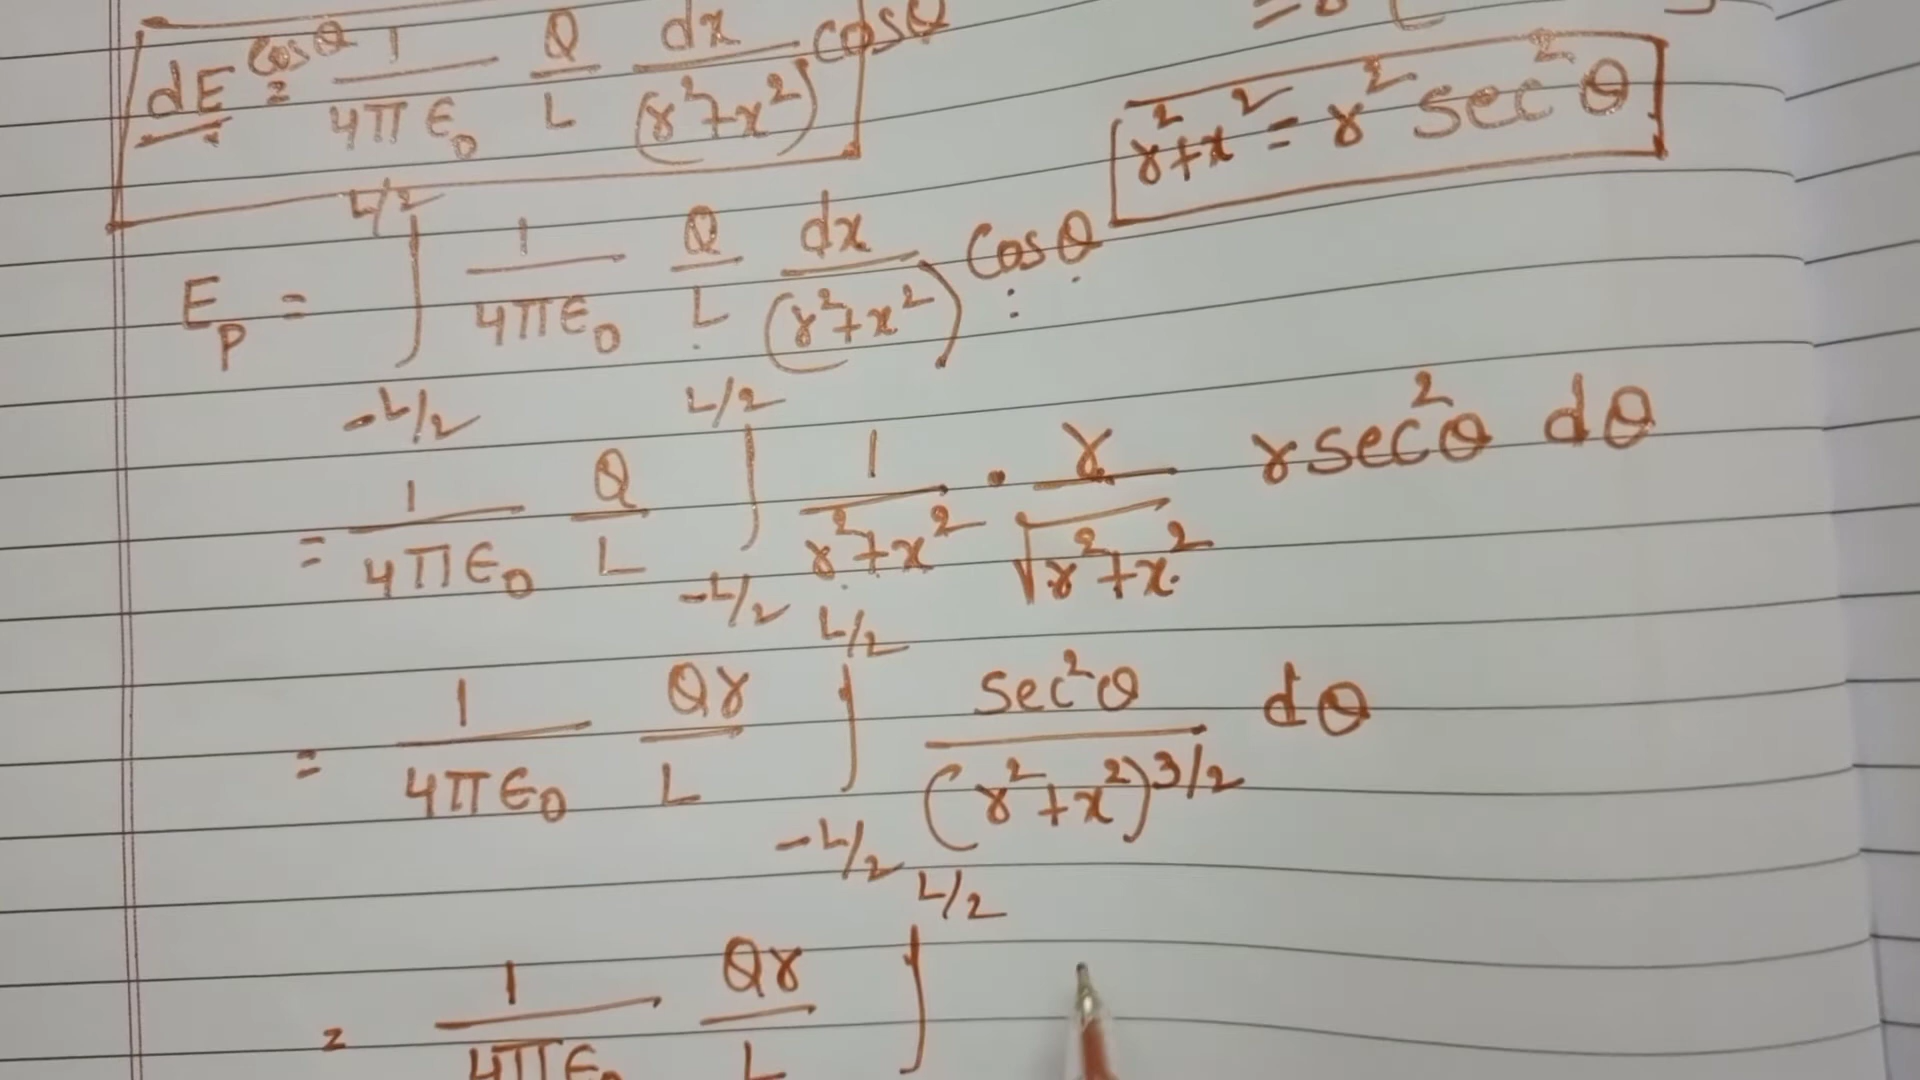 dE cosθ = 1/4πε₀ Q/L dx/(r²+x²) cosθ
r²+x² = r² sec²θ
E_P = ∫_{-L/2}^{L/2} 1/4πε₀ Q/L dx/(r²+x²) cosθ
= 1/4πε₀ Q/L ∫_{-L/2}^{L/2} 1/r²+x² · r/√r²+x² r sec²θ dθ
= 1/4πε₀ Qr/L ∫_{-L/2}^{L/2} sec²θ/(r²+x²)^{3/2} dθ
= 1/4πε₀ Qr/L ∫^{L/2}